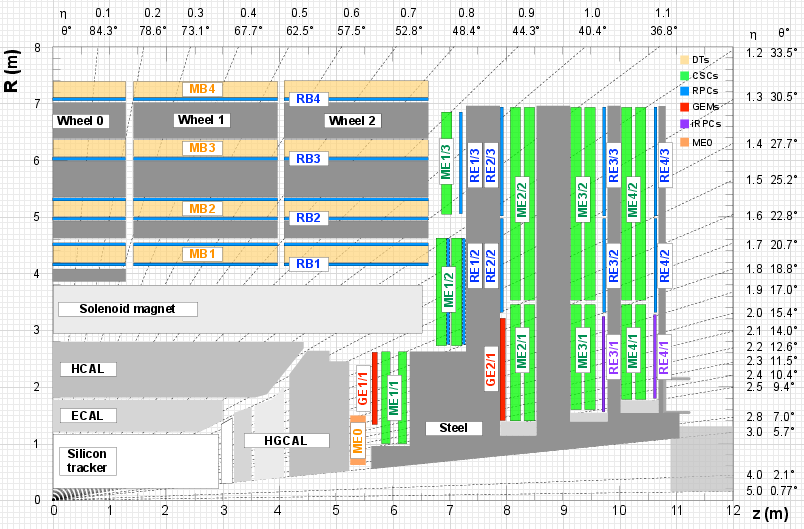 η 0.1 0.2 0.3 0.4 0.5 0.6 0.7 0.8 0.9 1.0 1.1 η θ°
θ° 84.3° 78.6° 73.1° 67.7° 62.5° 57.5° 52.8° 48.4° 44.3° 40.4° 36.8°
R (m)
8
7
6
5
4
3
2
1
0
1.2 33.5°
1.3 30.5°
1.4 27.7°
1.5 25.2°
1.6 22.8°
1.7 20.7°
1.8 18.8°
1.9 17.0°
2.0 15.4°
2.1 14.0°
2.2 12.6°
2.3 11.5°
2.4 10.4°
2.5 9.4°
2.8 7.0°
3.0 5.7°
4.0 2.1°
5.0 0.77°
DTs
CSCs
RPCs
GEMs
iRPCs
ME0
MB4
RB4
Wheel 0
Wheel 1
Wheel 2
MB3
RB3
MB2
RB2
MB1
RB1
Solenoid magnet
HCAL
ECAL
Silicon
tracker
HGCAL
Steel
ME0
GE1/1
ME1/1
ME1/2
ME1/3
RE1/3
RE2/3
RE1/2
RE2/2
GE2/1
ME2/2
ME2/1
ME3/2
ME3/1
RE3/3
RE3/2
RE3/1
ME4/2
ME4/1
RE4/3
RE4/2
RE4/1
0 1 2 3 4 5 6 7 8 9 10 11 12
z (m)